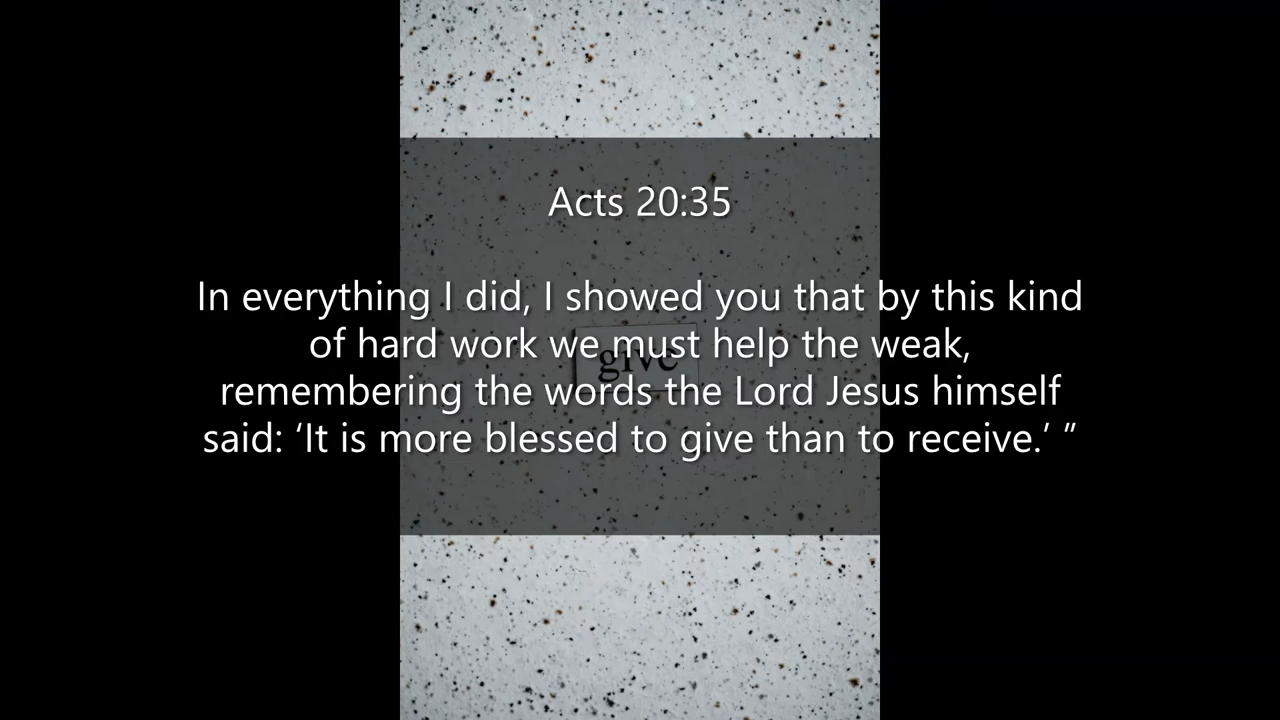 Acts 20:35
In everything I did, I showed you that by this kind
of hard work we must help the weak,
give
remembering the words the Lord Jesus himself
said: ‘It is more blessed to give than to receive.’ ”